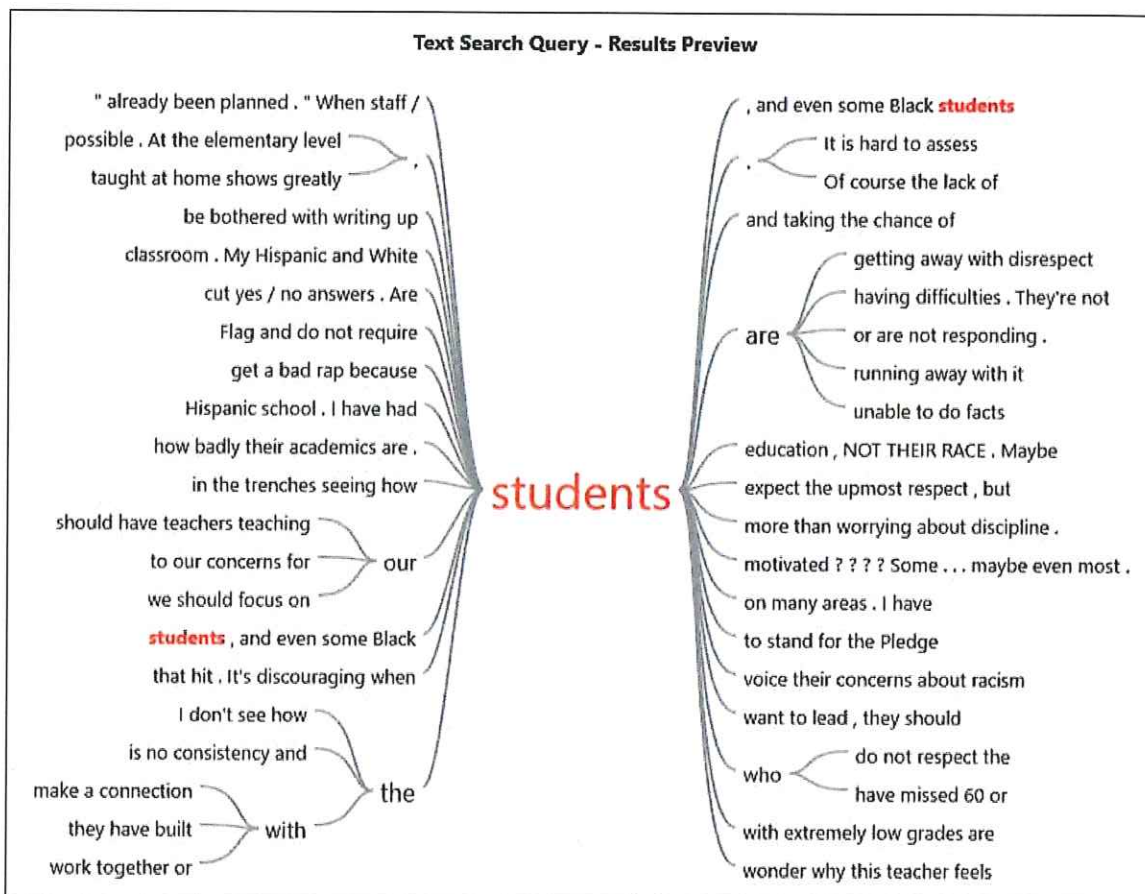 Text Search Query - Results Preview
" already been planned . " When staff /
possible . At the elementary level
taught at home shows greatly
,
be bothered with writing up
classroom . My Hispanic and White
cut yes / no answers . Are
Flag and do not require
get a bad rap because
Hispanic school . I have had
how badly their academics are .
in the trenches seeing how
should have teachers teaching
to our concerns for
we should focus on
our
students , and even some Black
that hit . It's discouraging when
I don't see how
is no consistency and
make a connection
they have built
work together or
with
the
students
, and even some Black students
.
It is hard to assess
Of course the lack of
and taking the chance of
are
getting away with disrespect
having difficulties . They're not
or are not responding .
running away with it
unable to do facts
education , NOT THEIR RACE . Maybe
expect the upmost respect , but
more than worrying about discipline .
motivated ? ? ? ? Some . . . maybe even most .
on many areas . I have
to stand for the Pledge
voice their concerns about racism
want to lead , they should
who
do not respect the
have missed 60 or
with extremely low grades are
wonder why this teacher feels